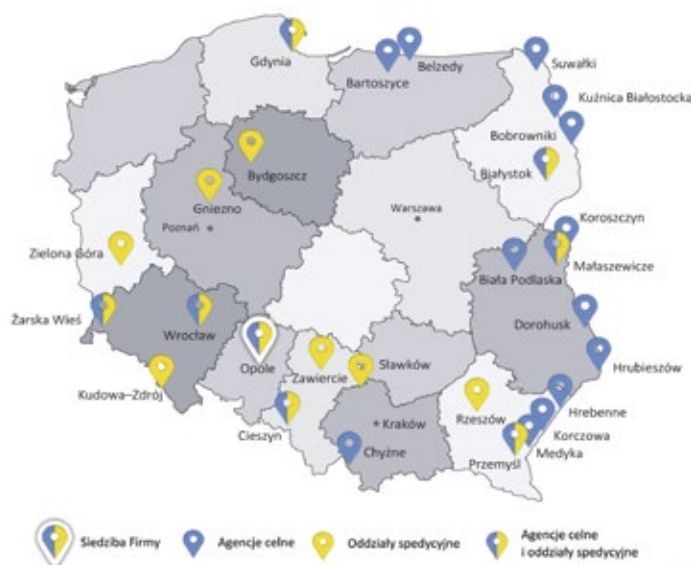 Gdynia
Belzedy
Bartoszyce
Suwałki
Kuźnica Białostocka
Bobrowniki
Białystok
Bydgoszcz
Gniezno
Poznań
Warszawa
Koroszczyn
Małaszewicze
Biała Podlaska
Zielona Góra
Żarska Wieś
Wrocław
Dorohusk
Opole
Zawiercie
Sławków
Hrubieszów
Kudowa–Zdrój
Cieszyn
Kraków
Rzeszów
Hrebenne
Korczowa
Medyka
Przemyśl
Chyżne
Siedziba Firmy
Agencje celne
Oddziały spedycyjne
Agencje celne
i oddziały spedycyjne